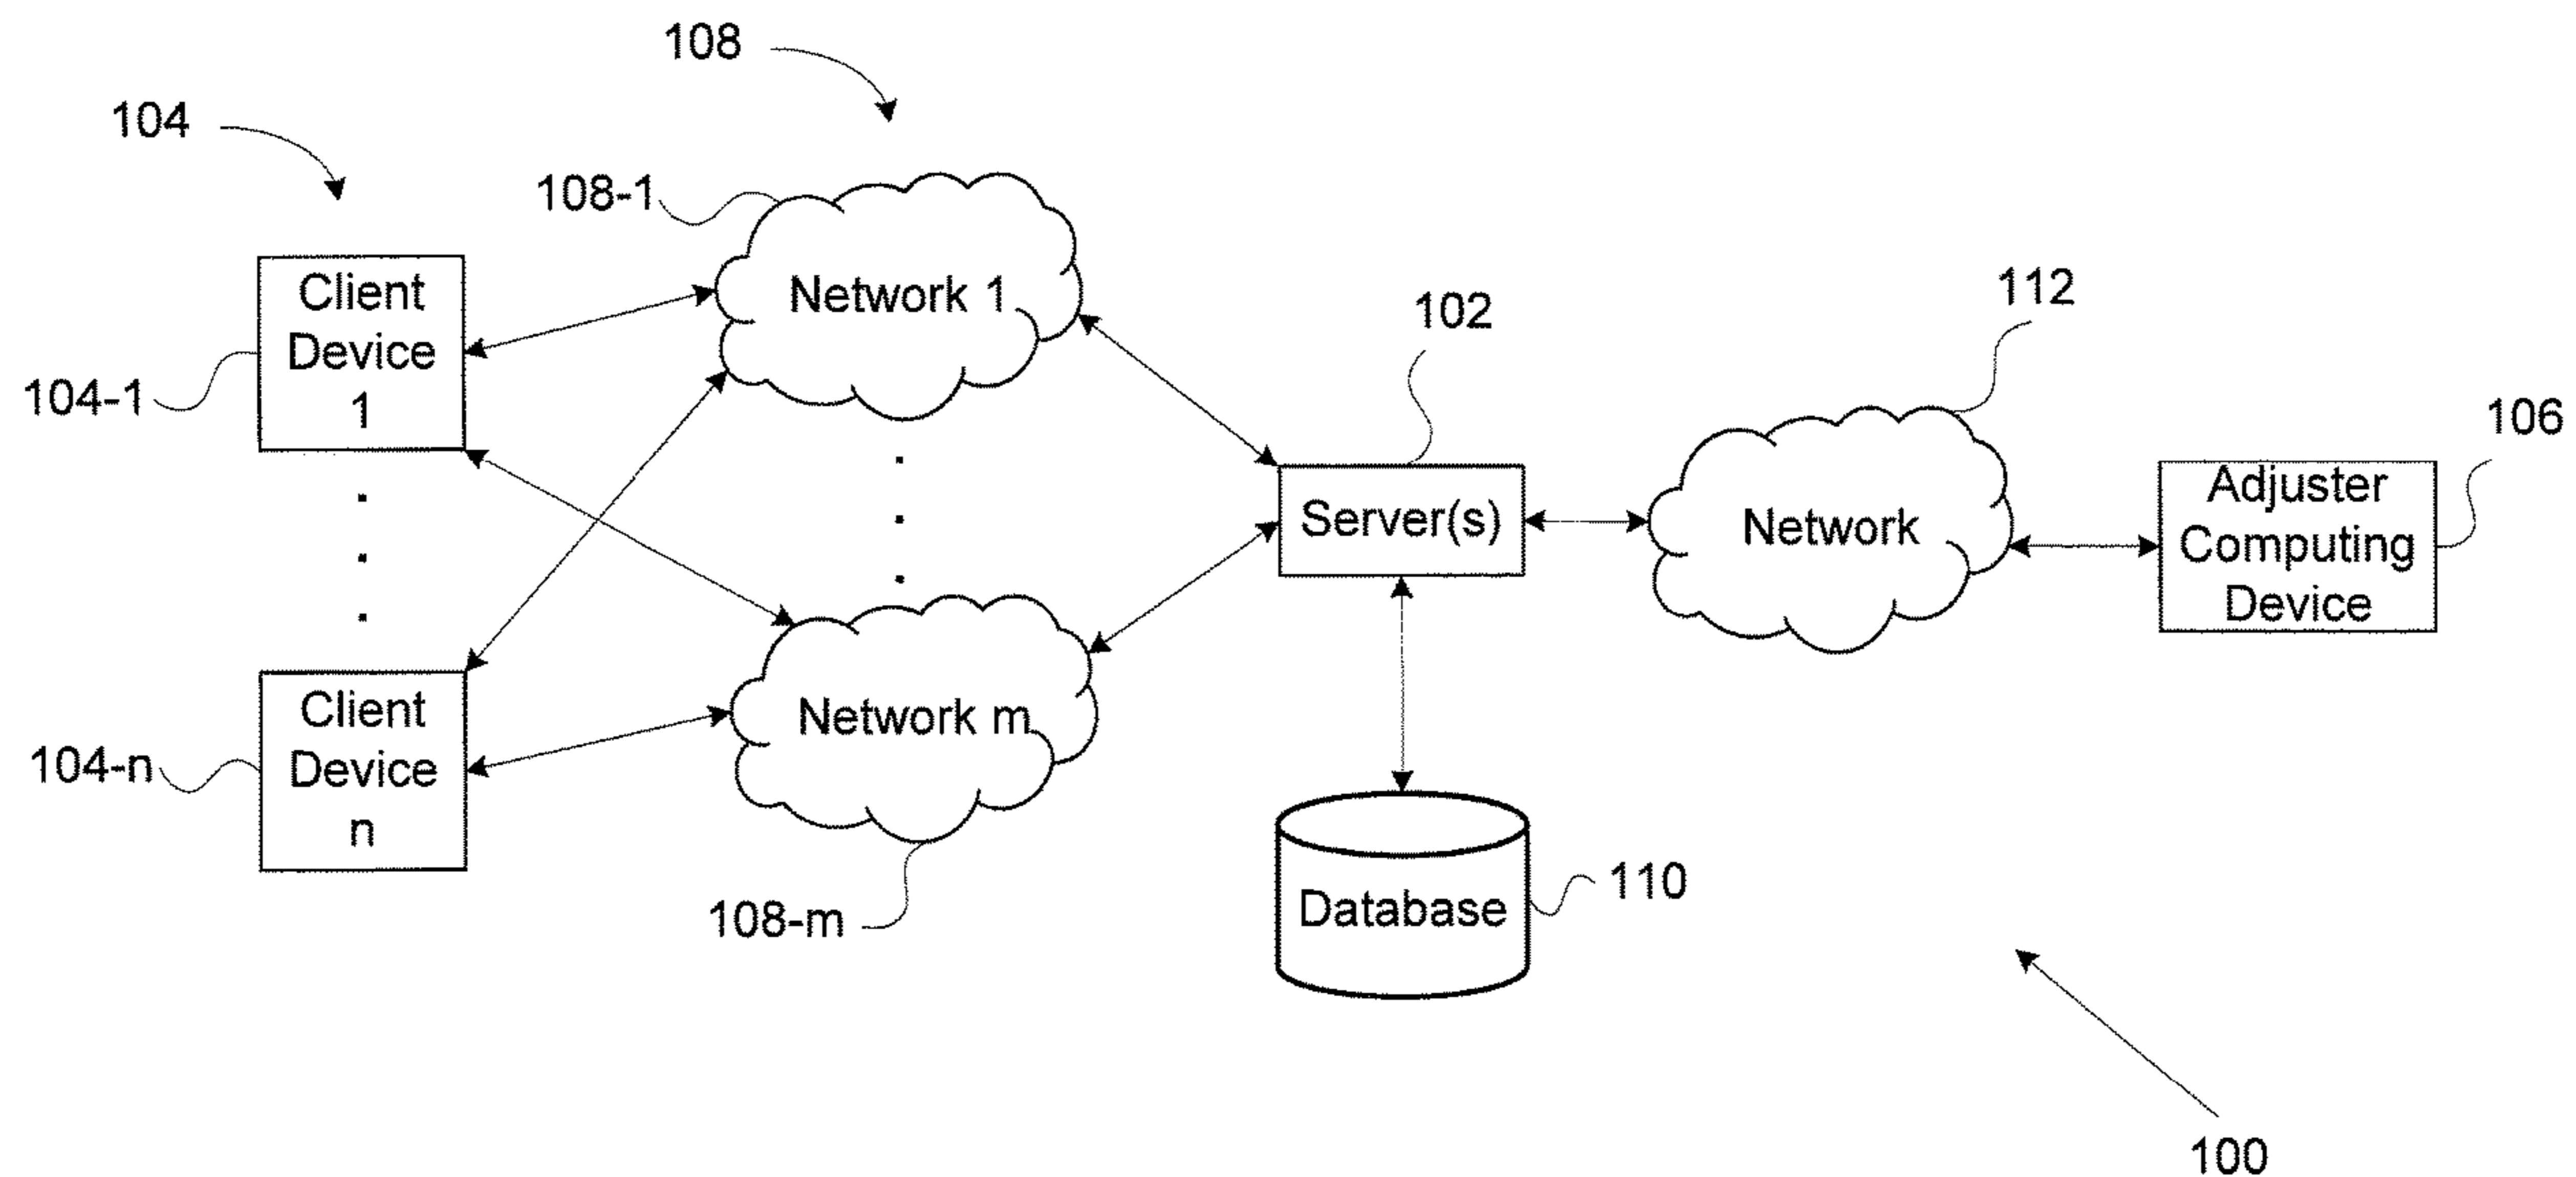 108
104
108-1
Client
Device
1
104-1
Network 1
102
112
106
Server(s)
Network
Adjuster
Computing
Device
Client
Device
n
104-n
Network m
108-m
Database
110
100